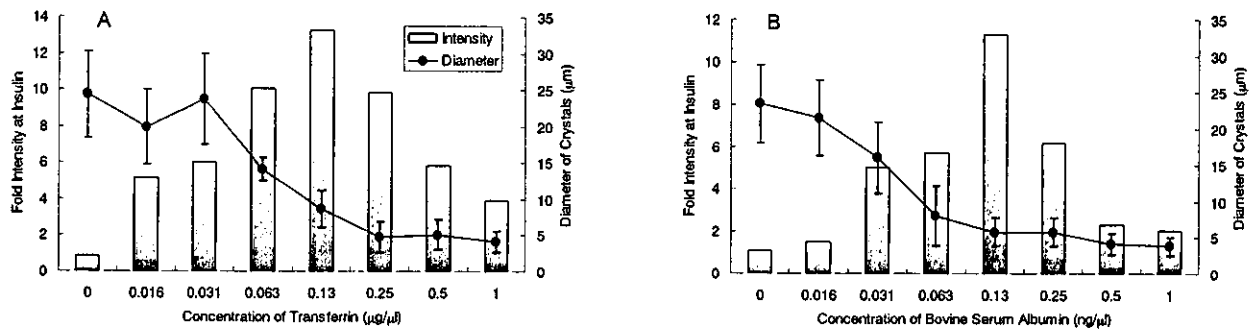 A
Fold Intensity at Insulin
14
12
10
8
6
4
2
0
Intensity
Diameter
35
30
25
20
15
10
5
0
Diameter of Crystals (μm)
0 0.016 0.031 0.063 0.13 0.25 0.5 1
Concentration of Transferrin (μg/μl)
B
Fold Intensity at Insulin
12
10
8
6
4
2
0
35
30
25
20
15
10
5
0
Diameter of Crystals (μm)
0 0.016 0.031 0.063 0.13 0.25 0.5 1
Concentration of Bovine Serum Albumin (ng/μl)